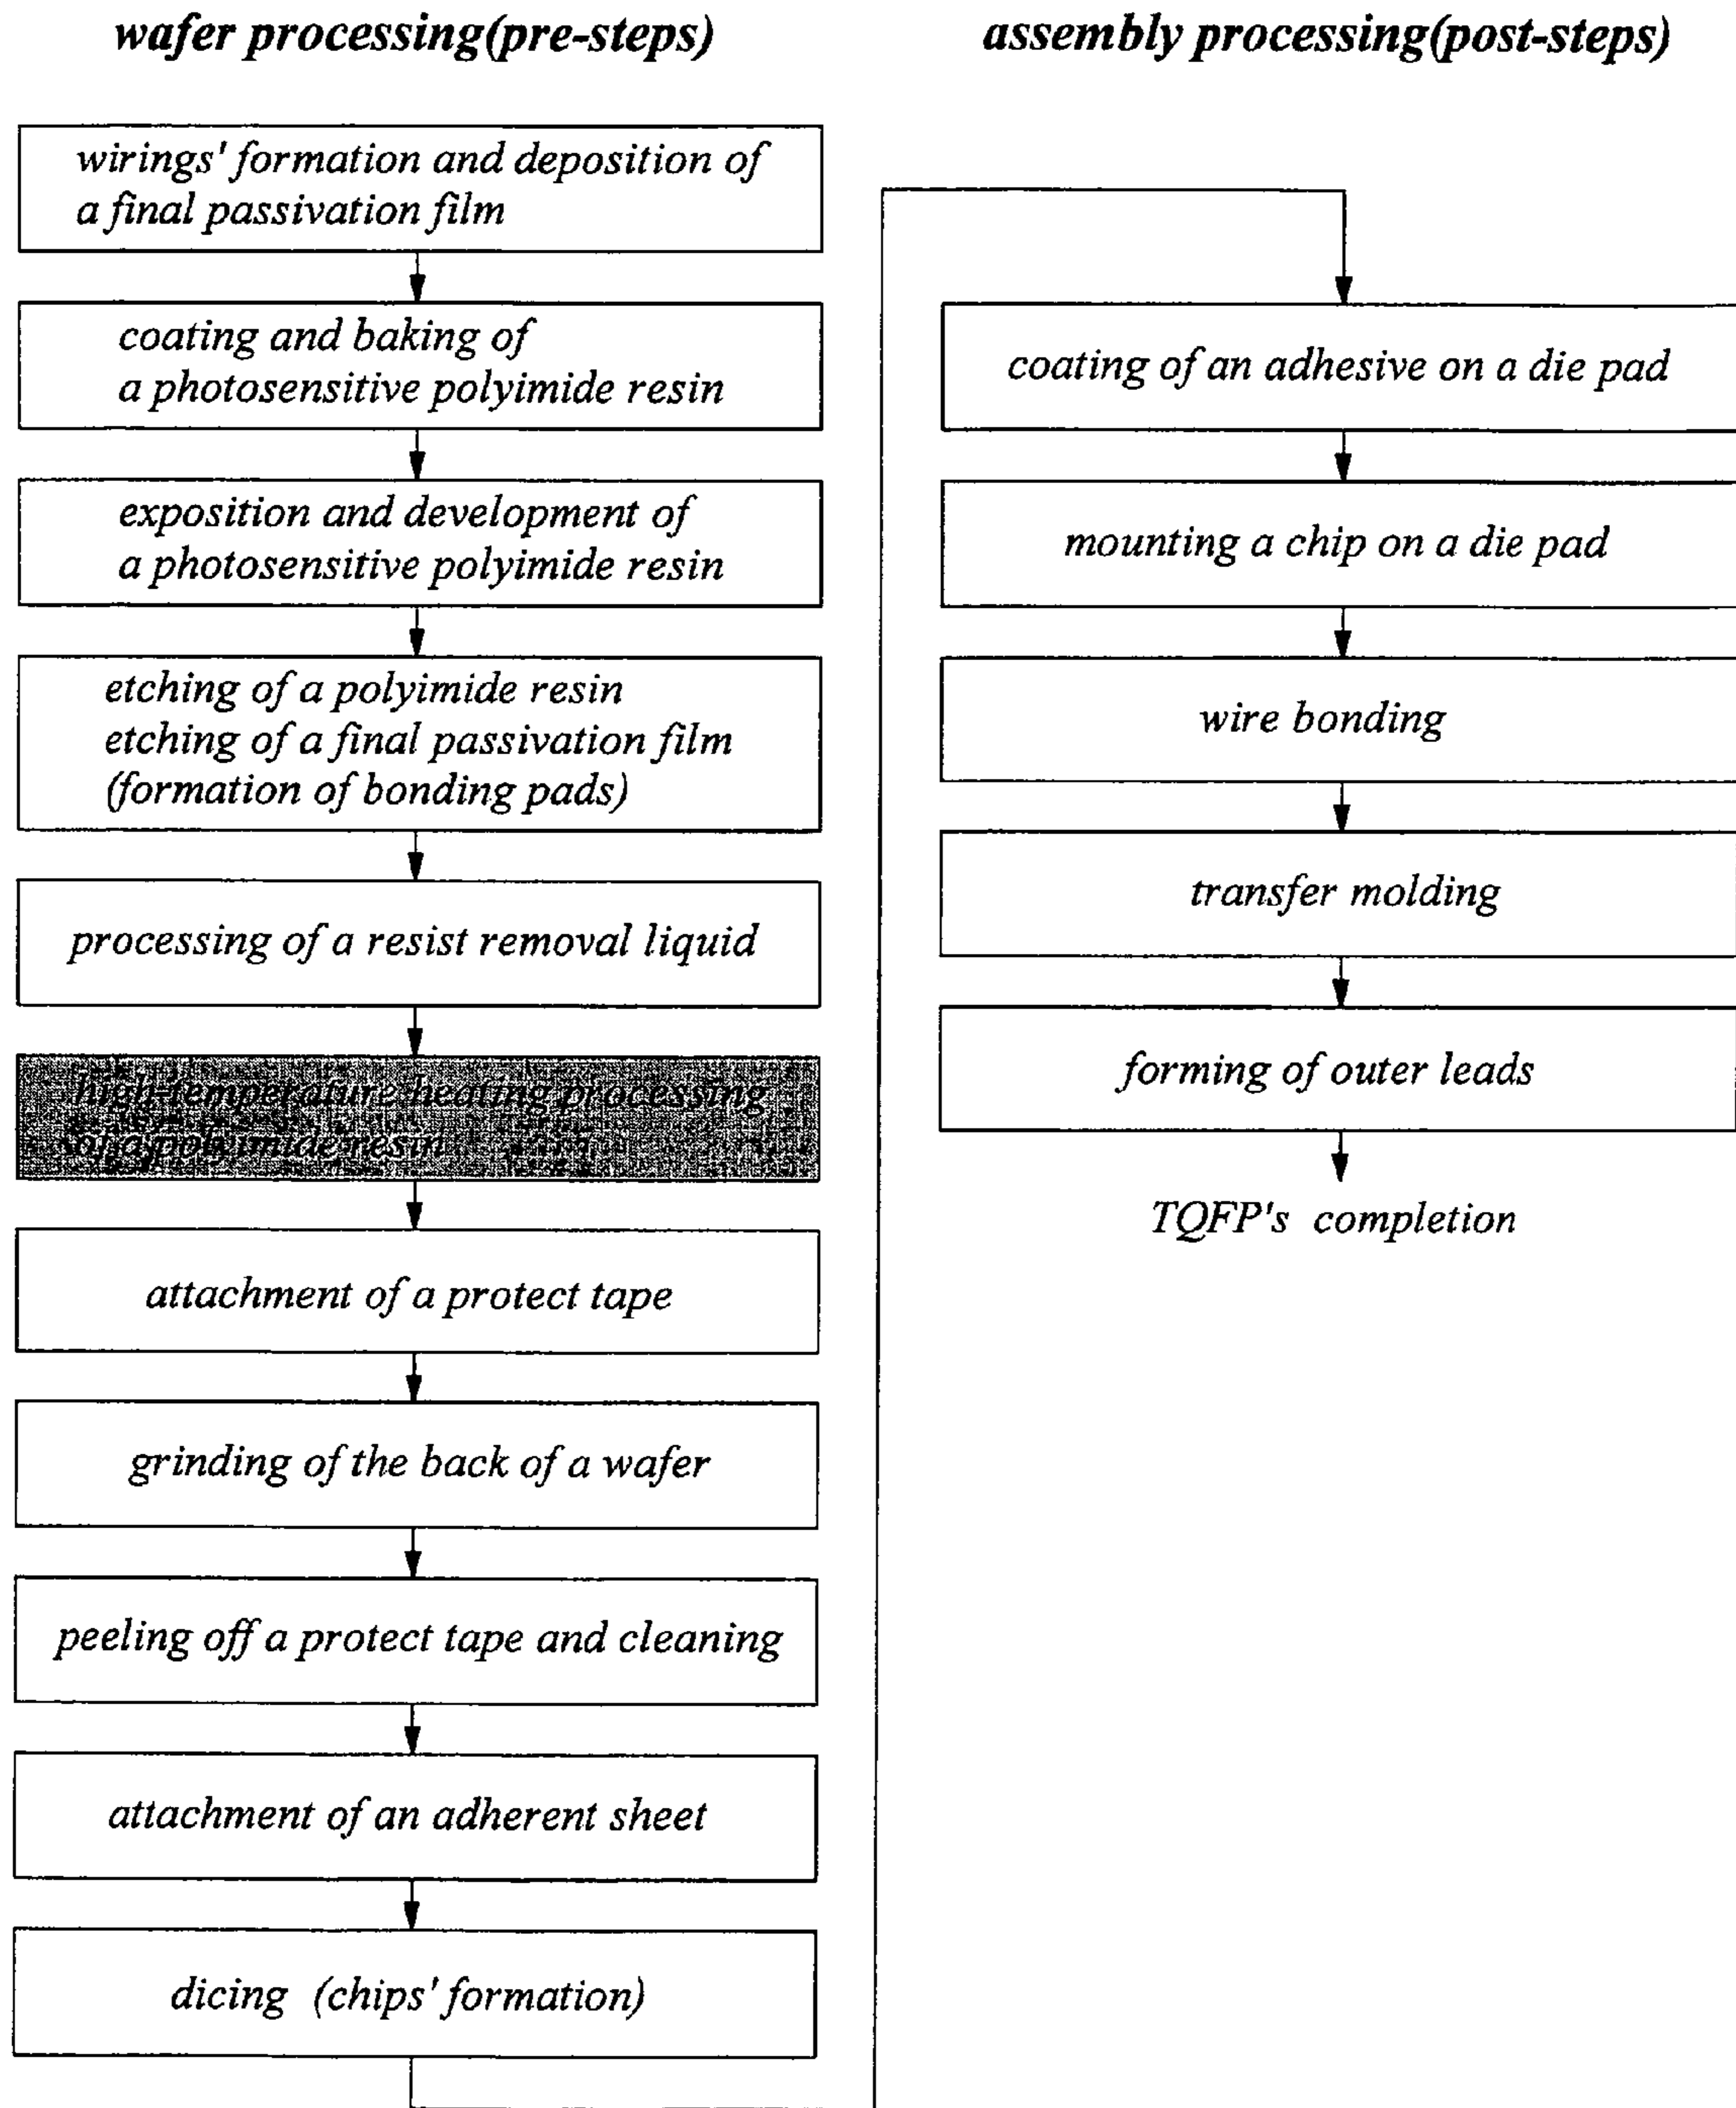 wafer processing(pre-steps)
wirings' formation and deposition of
a final passivation film
coating and baking of
a photosensitive polyimide resin
exposition and development of
a photosensitive polyimide resin
etching of a polyimide resin
etching of a final passivation film
(formation of bonding pads)
processing of a resist removal liquid
high-temperature heating processing
of a polyimide resin
attachment of a protect tape
grinding of the back of a wafer
peeling off a protect tape and cleaning
attachment of an adherent sheet
dicing (chips' formation)
assembly processing(post-steps)
coating of an adhesive on a die pad
mounting a chip on a die pad
wire bonding
transfer molding
forming of outer leads
TQFP's completion